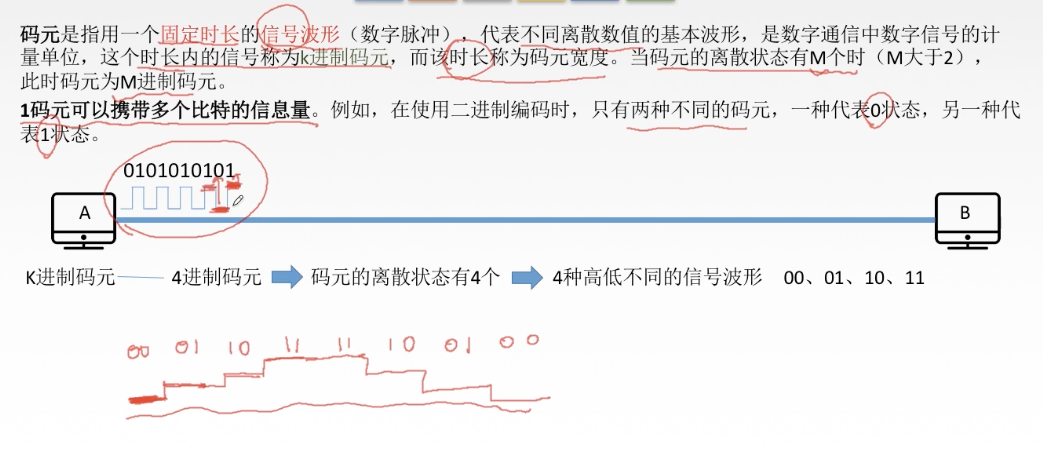 码元是指用一个固定时长的信号波形（数字脉冲），代表不同离散数值的基本波形，是数字通信中数字信号的计
量单位，这个时长内的信号称为k进制码元，而该时长称为码元宽度。当码元的离散状态有M个时（M大于2），
此时码元为M进制码元。
1码元可以携带多个比特的信息量。例如，在使用二进制编码时，只有两种不同的码元，一种代表0状态，另一种代
表1状态。
0101010101
A
B
K进制码元 4进制码元 码元的离散状态有4个 4种高低不同的信号波形 00、01、10、11
00 01 10 11 11 10 01 00